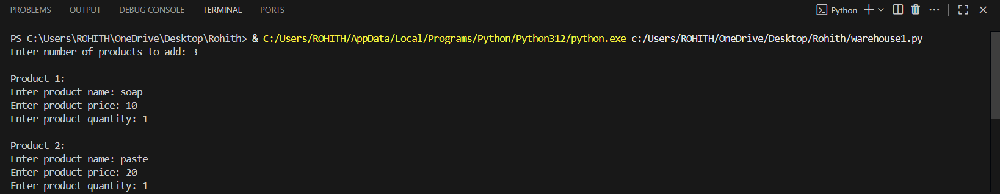 PROBLEMS OUTPUT DEBUG CONSOLE TERMINAL PORTS Python
PS C:\Users\ROHITH\OneDrive\Desktop\Rohith> & C:/Users/ROHITH/AppData/Local/Programs/Python/Python312/python.exe c:/Users/ROHITH/OneDrive/Desktop/Rohith/warehouse1.py
Enter number of products to add: 3
Product 1:
Enter product name: soap
Enter product price: 10
Enter product quantity: 1
Product 2:
Enter product name: paste
Enter product price: 20
Enter product quantity: 1